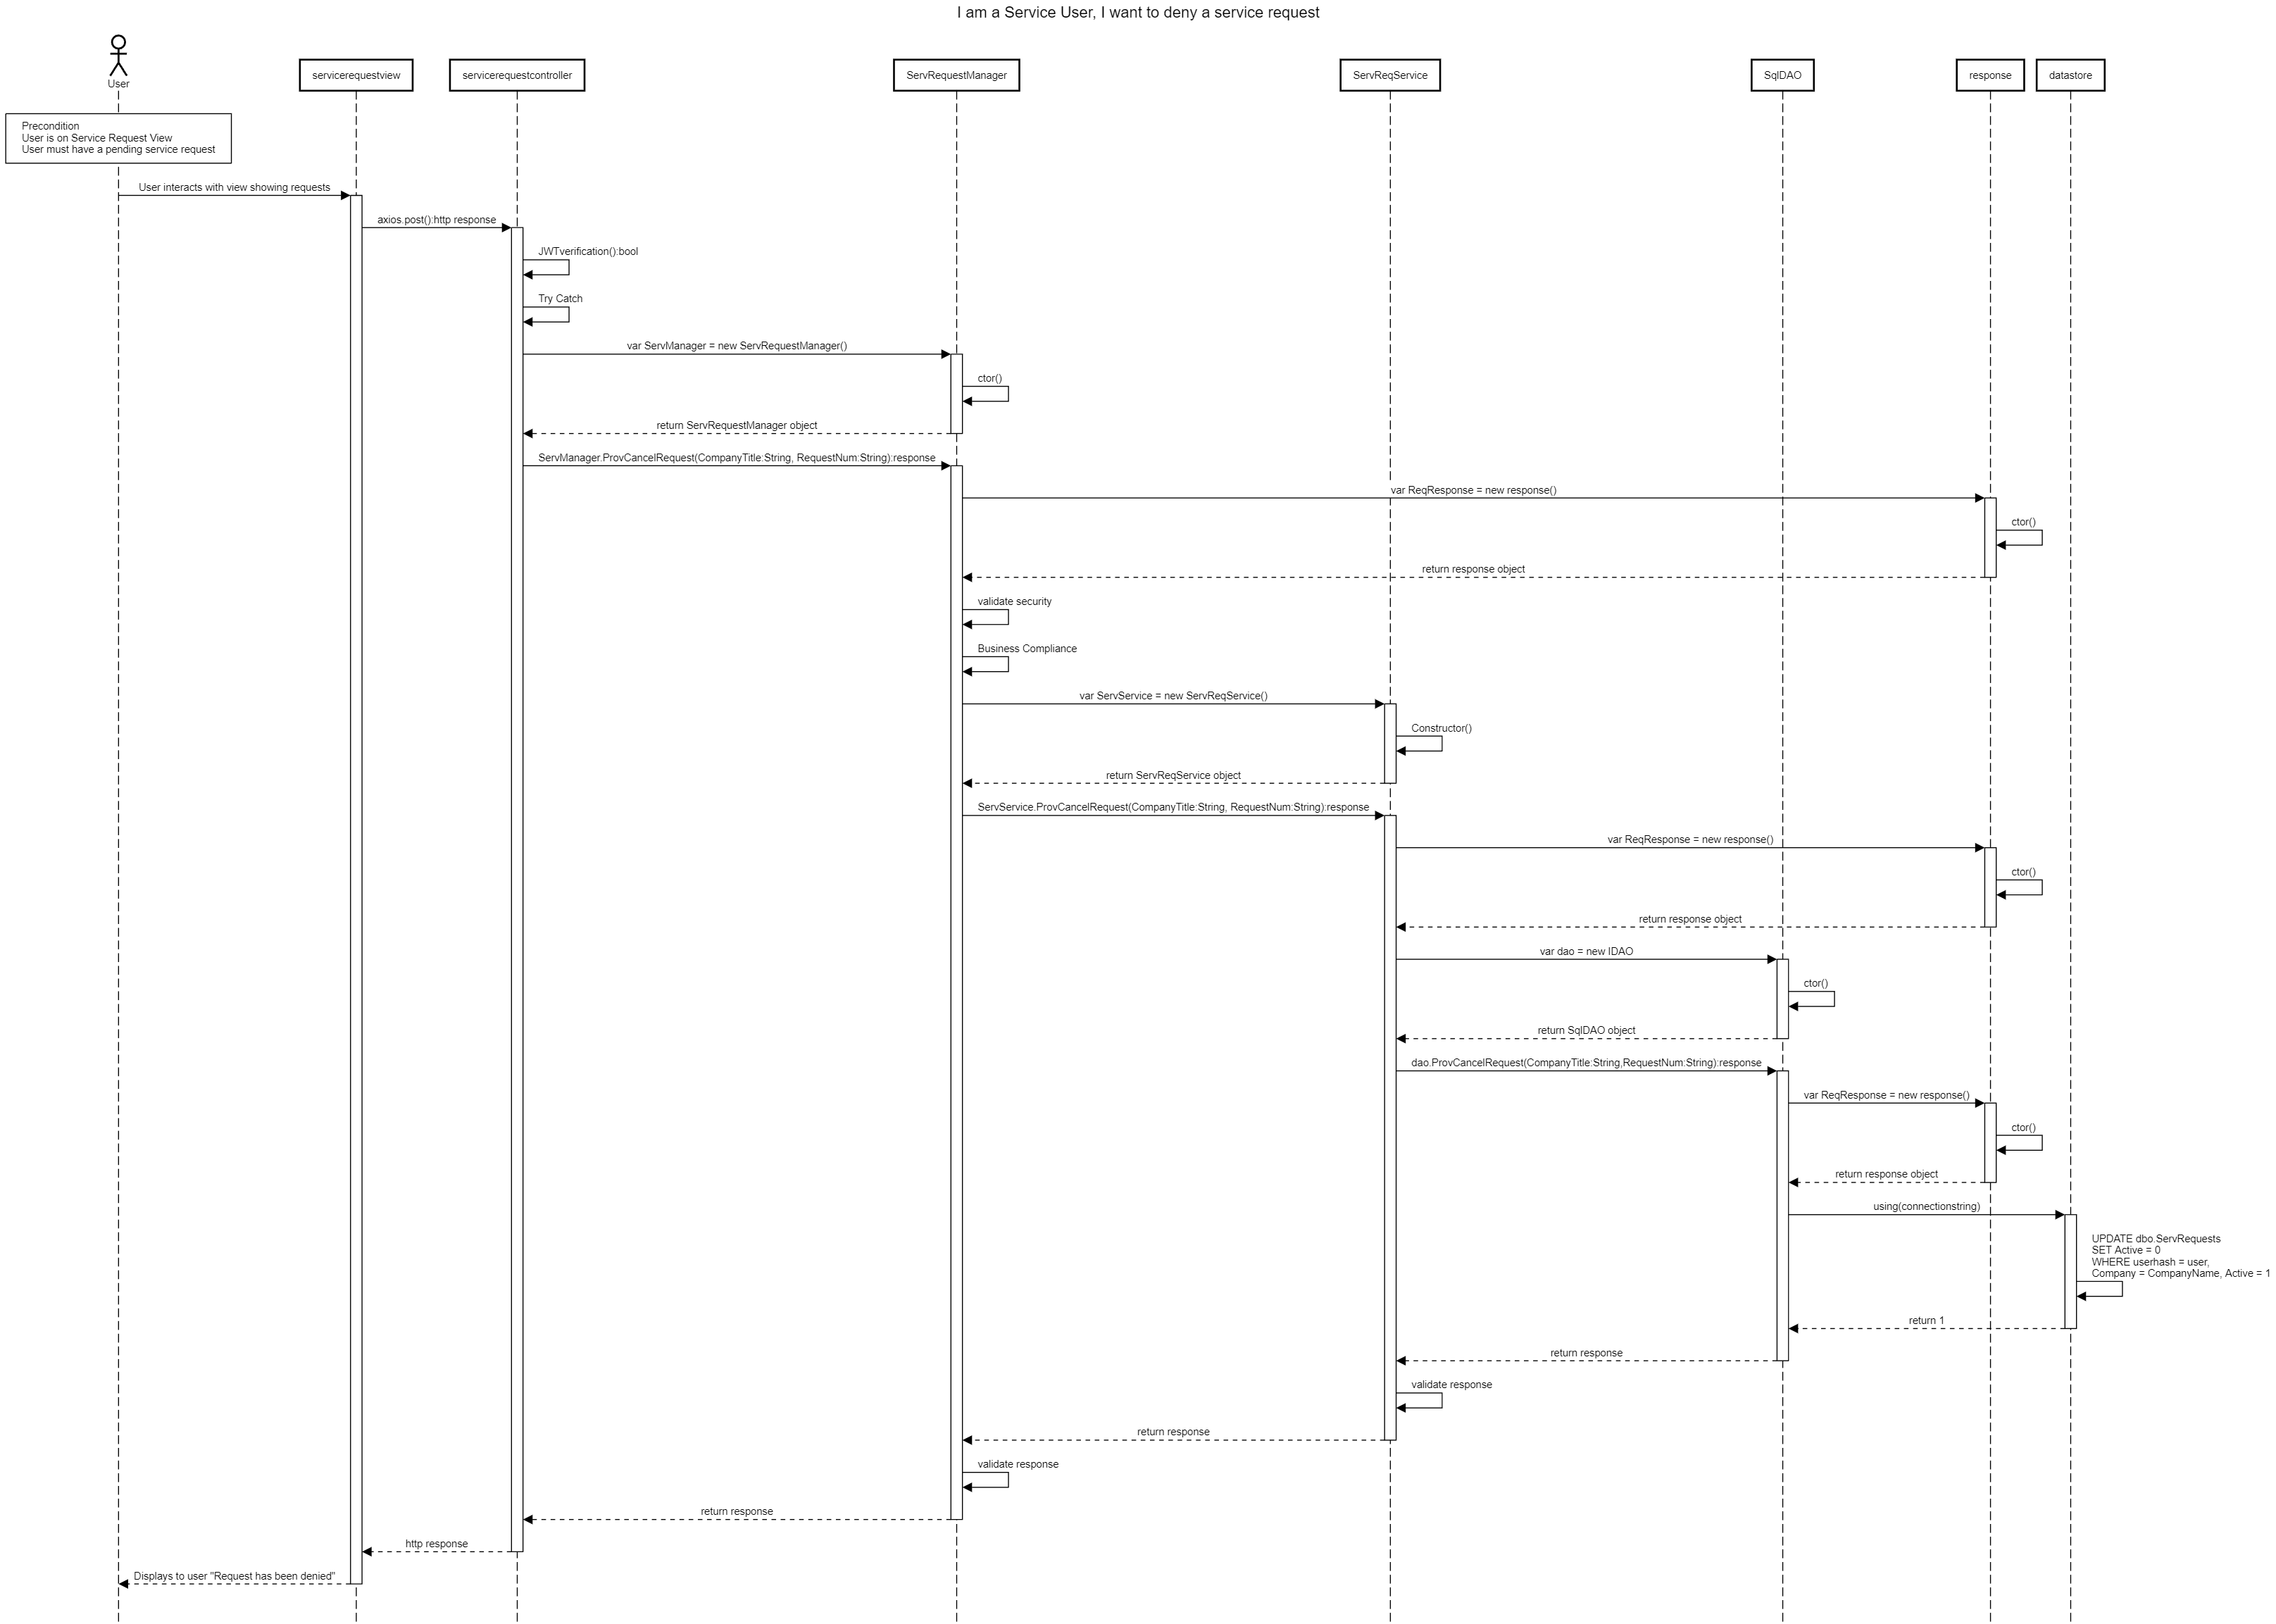 I am a Service User, I want to deny a service request
User
servicerequestview
servicerequestcontroller
ServRequestManager
ServReqService
SqlDAO
response
datastore
Precondition
User is on Service Request View
User must have a pending service request
User interacts with view showing requests
axios.post():http response
JWTverification():bool
Try Catch
var ServManager = new ServRequestManager()
ctor()
return ServRequestManager object
ServManager.ProvCancelRequest(CompanyTitle:String, RequestNum:String):response
var ReqResponse = new response()
ctor()
return response object
validate security
Business Compliance
var ServService = new ServReqService()
Constructor()
return ServReqService object
ServService.ProvCancelRequest(CompanyTitle:String, RequestNum:String):response
var ReqResponse = new response()
ctor()
return response object
var dao = new IDAO
ctor()
return SqlDAO object
dao.ProvCancelRequest(CompanyTitle:String,RequestNum:String):response
var ReqResponse = new response()
ctor()
return response object
using(connectionstring)
UPDATE dbo.ServRequests
SET Active = 0
WHERE userhash = user,
Company = CompanyName, Active = 1
return 1
return response
validate response
return response
validate response
return response
http response
Displays to user "Request has been denied"